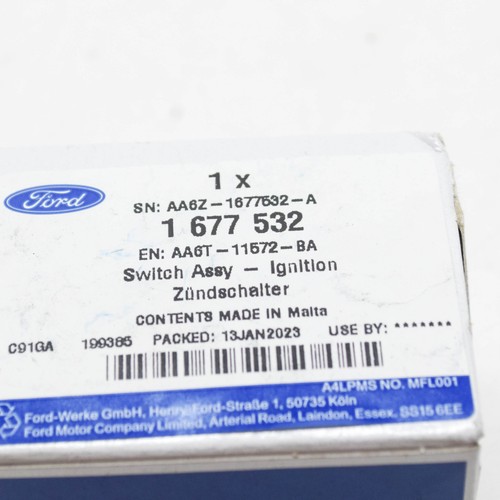 Ford
1 x
SN: AA6Z-1677532-A
1 677 532
EN: AA6T-11572-BA
Switch Assy - Ignition
Zündschalter
CONTENTS MADE IN Malta
C91GA 199365 PACKED: 13JAN2023 USE BY: *******
A4LPMS NO. MFL001
Ford-Werke GmbH, Henry-Ford-Straße 1, 50735 Köln
Ford Motor Company Limited, Arterial Road, Laindon, Essex. SS15 6EE